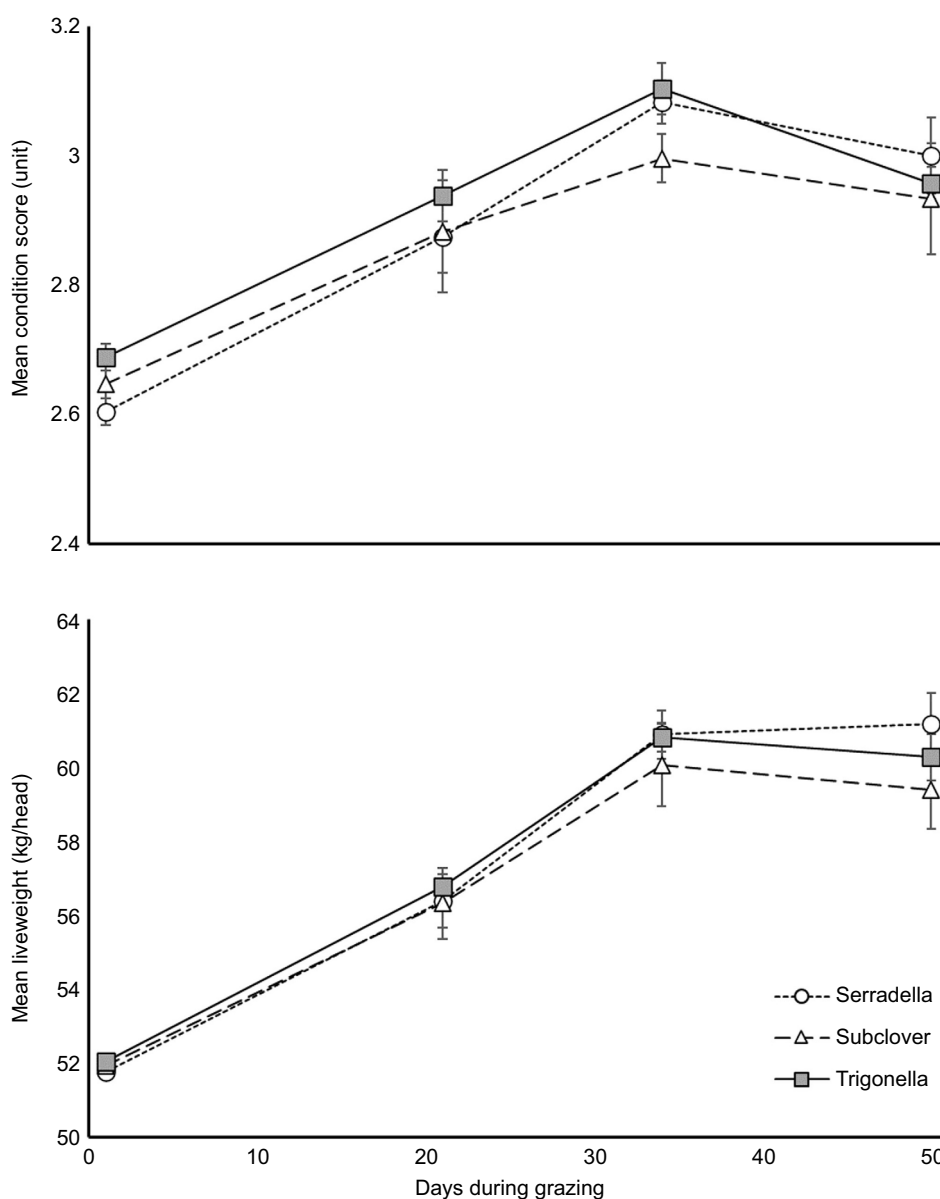 3.2
3
2.8
2.6
2.4
Mean condition score (unit)
64
62
60
58
56
54
52
50
Mean liveweight (kg/head)
Serradella
Subclover
Trigonella
0 10 20 30 40 50
Days during grazing